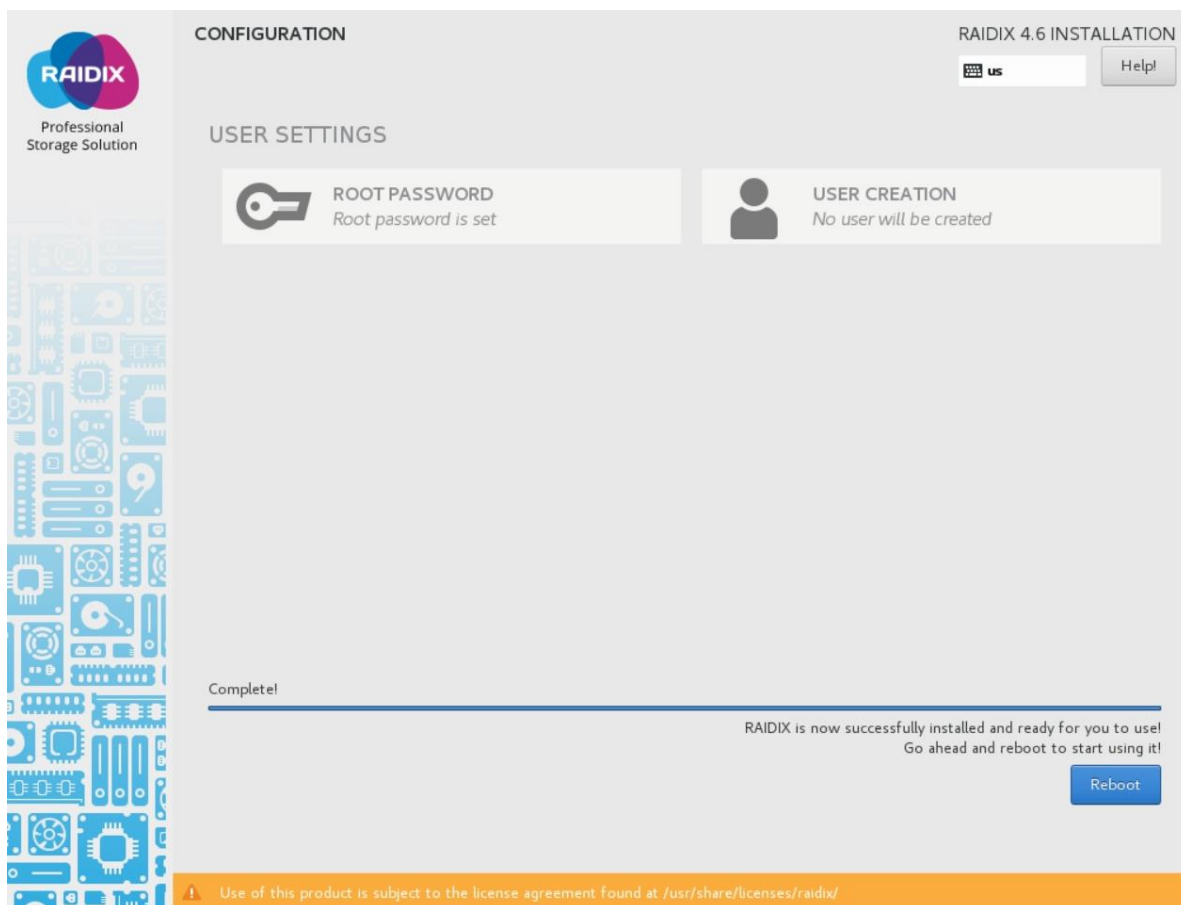 RAIDIX
Professional
Storage Solution
CONFIGURATION
RAIDIX 4.6 INSTALLATION
us
Help!
USER SETTINGS
ROOT PASSWORD
Root password is set
USER CREATION
No user will be created
Complete!
RAIDIX is now successfully installed and ready for you to use!
Go ahead and reboot to start using it!
Reboot
Use of this product is subject to the license agreement found at /usr/share/licenses/raidix/